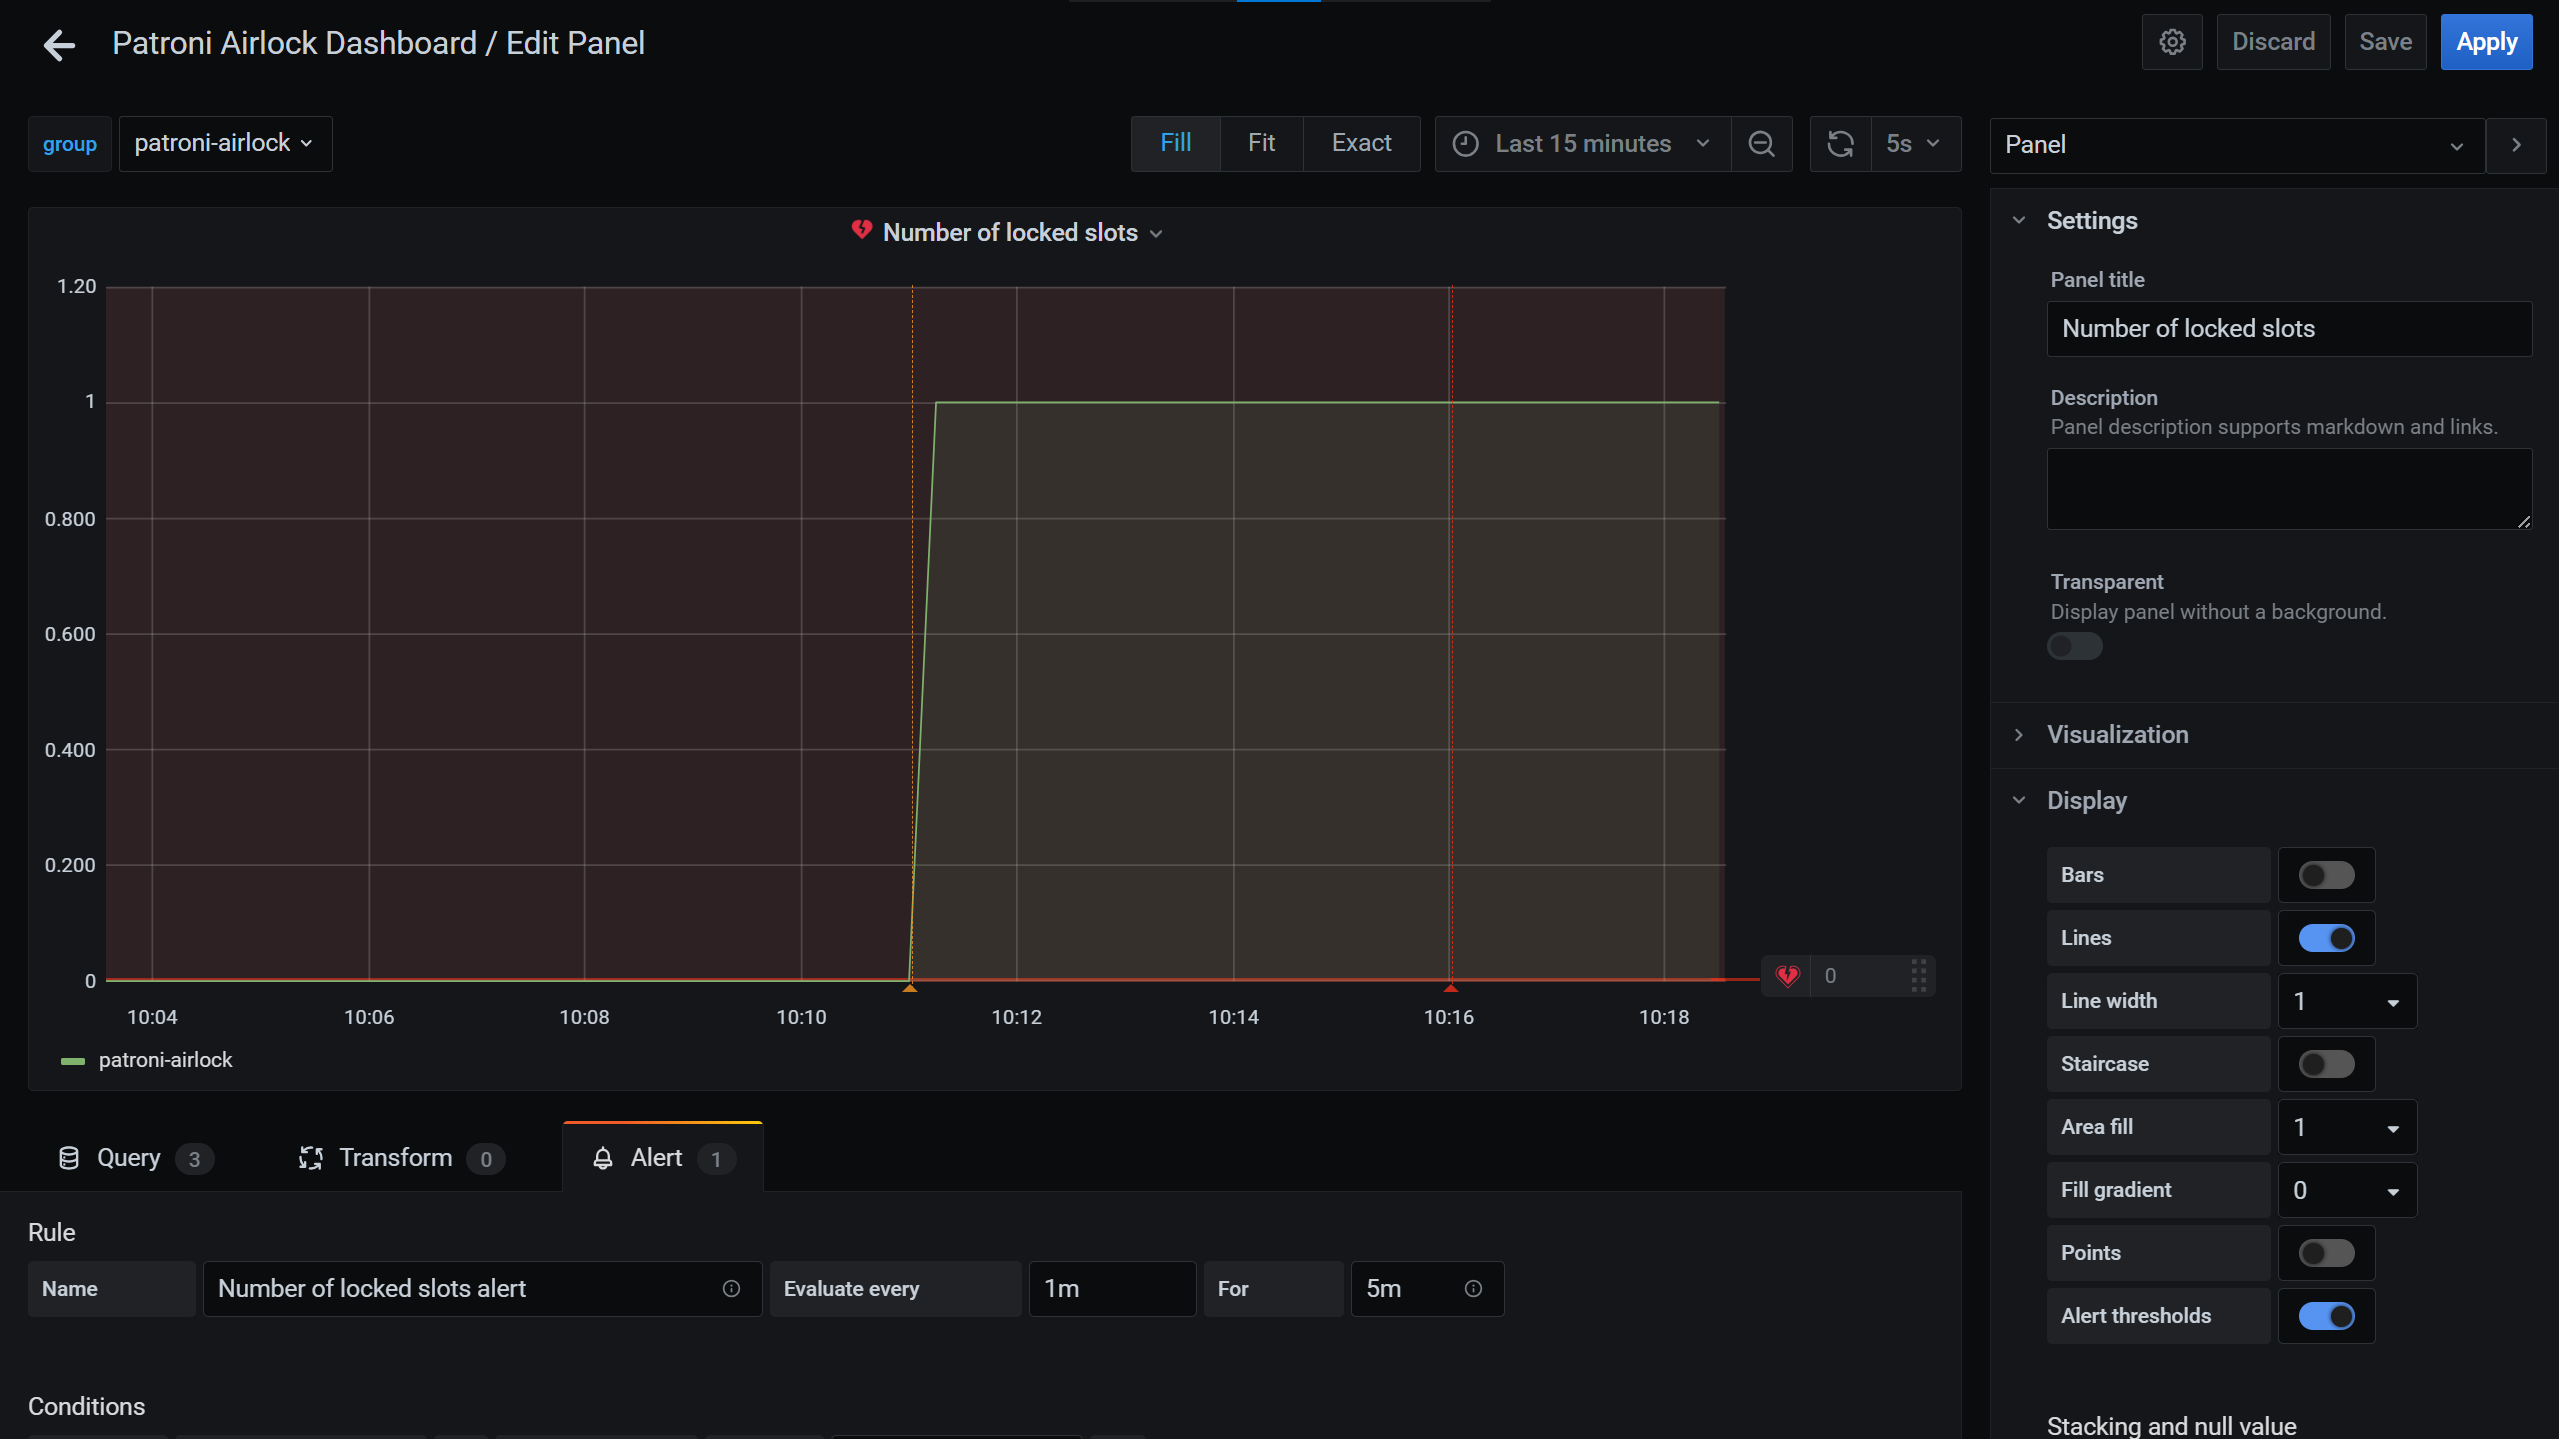 Patroni Airlock Dashboard / Edit Panel
Discard
Save
Apply
group
patroni-airlock
Fill
Fit
Exact
Last 15 minutes
5s
Panel
Number of locked slots
1.20
1
0.800
0.600
0.400
0.200
0
0
10:04
10:06
10:08
10:10
10:12
10:14
10:16
10:18
patroni-airlock
Query 3
Transform 0
Alert 1
Rule
Name
Number of locked slots alert
Evaluate every
1m
For
5m
Conditions
Settings
Panel title
Number of locked slots
Description
Panel description supports markdown and links.
Transparent
Display panel without a background.
Visualization
Display
Bars
Lines
Line width
1
Staircase
Area fill
1
Fill gradient
0
Points
Alert thresholds
Stacking and null value